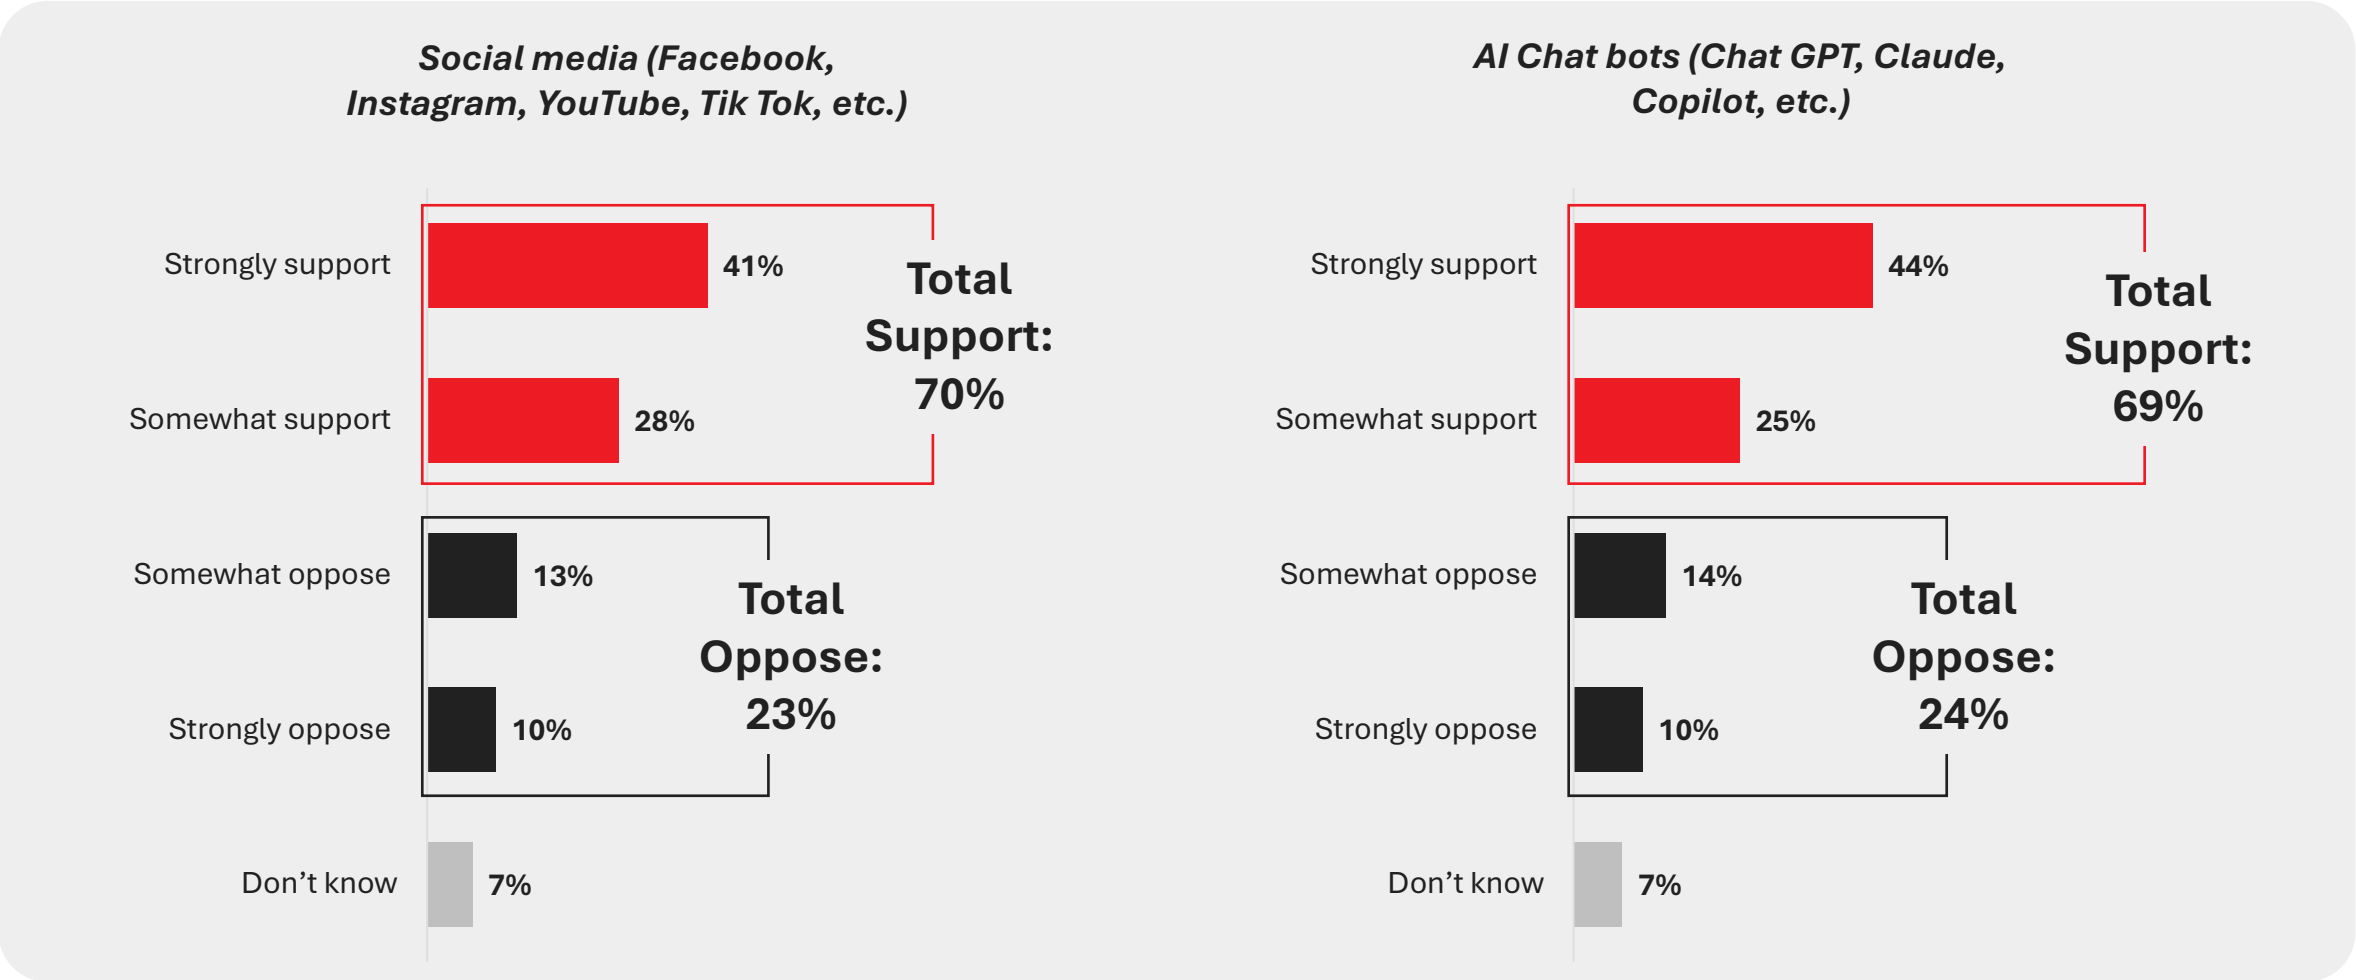 Social media (Facebook,
Instagram, YouTube, Tik Tok, etc.)
Strongly support
41%
Somewhat support
28%
Total
Support:
70%
Somewhat oppose
13%
Strongly oppose
10%
Total
Oppose:
23%
Don’t know
7%
AI Chat bots (Chat GPT, Claude,
Copilot, etc.)
Strongly support
44%
Somewhat support
25%
Total
Support:
69%
Somewhat oppose
14%
Strongly oppose
10%
Total
Oppose:
24%
Don’t know
7%